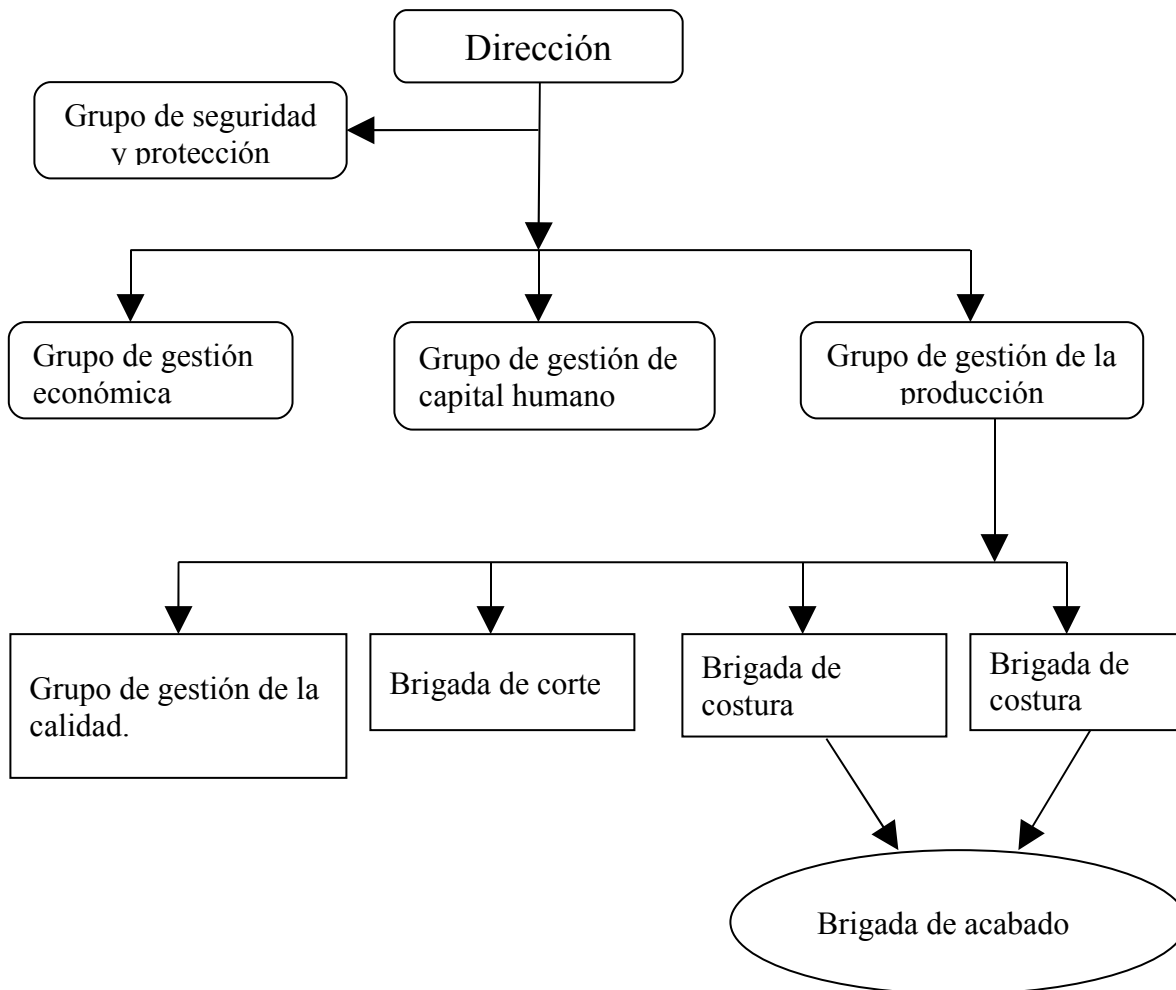 Dirección
Grupo de seguridad
y protección
Grupo de gestión
económica
Grupo de gestión de
capital humano
Grupo de gestión de la
producción
Grupo de gestión de la
calidad.
Brigada de corte
Brigada de
costura
Brigada de
costura
Brigada de acabado